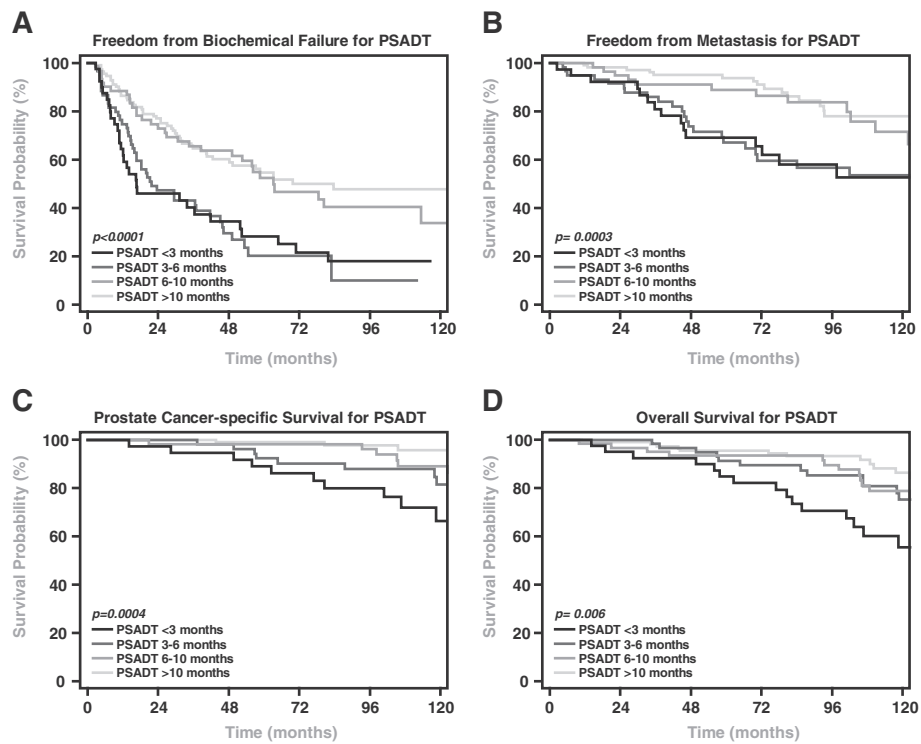 A
Freedom from Biochemical Failure for PSADT
Survival Probability (%)
100
80
60
40
20
0
p<0.0001
PSADT <3 months
PSADT 3-6 months
PSADT 6-10 months
PSADT >10 months
0 24 48 72 96 120
Time (months)
B
Freedom from Metastasis for PSADT
Survival Probability (%)
100
80
60
40
20
0
p= 0.0003
PSADT <3 months
PSADT 3-6 months
PSADT 6-10 months
PSADT >10 months
0 24 48 72 96 120
Time (months)
C
Prostate Cancer-specific Survival for PSADT
Survival Probability (%)
100
80
60
40
20
0
p=0.0004
PSADT <3 months
PSADT 3-6 months
PSADT 6-10 months
PSADT >10 months
0 24 48 72 96 120
Time (months)
D
Overall Survival for PSADT
Survival Probability (%)
100
80
60
40
20
0
p= 0.006
PSADT <3 months
PSADT 3-6 months
PSADT 6-10 months
PSADT >10 months
0 24 48 72 96 120
Time (months)